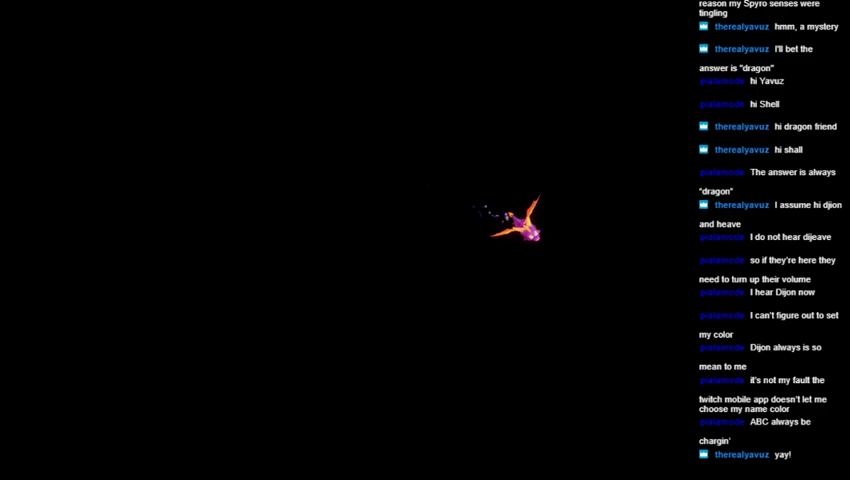 reason my Spyro senses were
tingling
therealyavuz hmm, a mystery
therealyavuz I'll bet the
answer is "dragon"
pialamode hi Yavuz
pialamode hi Shell
therealyavuz hi dragon friend
therealyavuz hi shall
pialamode The answer is always
"dragon"
therealyavuz I assume hi djion
and heave
pialamode I do not hear dijeave
pialamode so if they're here they
need to turn up their volume
pialamode I hear Dijon now
pialamode I can't figure out to set
my color
pialamode Dijon always is so
mean to me
pialamode it's not my fault the
twitch mobile app doesn't let me
choose my name color
pialamode ABC always be
chargin'
therealyavuz yay!